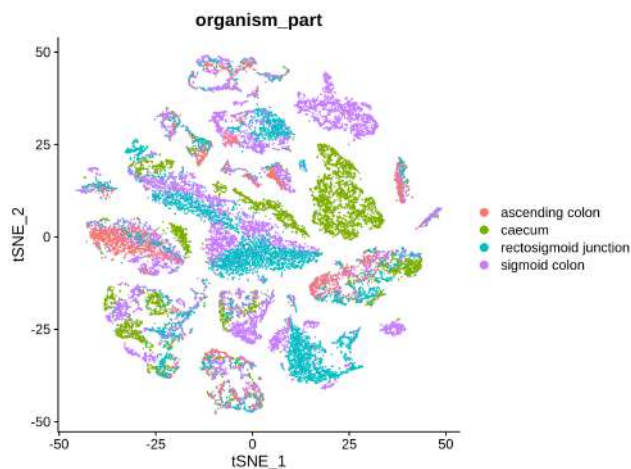 organism_part
50
25
0
-25
-50
tSNE_2
-50
-25
0
25
50
tSNE_1
ascending colon
caecum
rectosigmoid junction
sigmoid colon